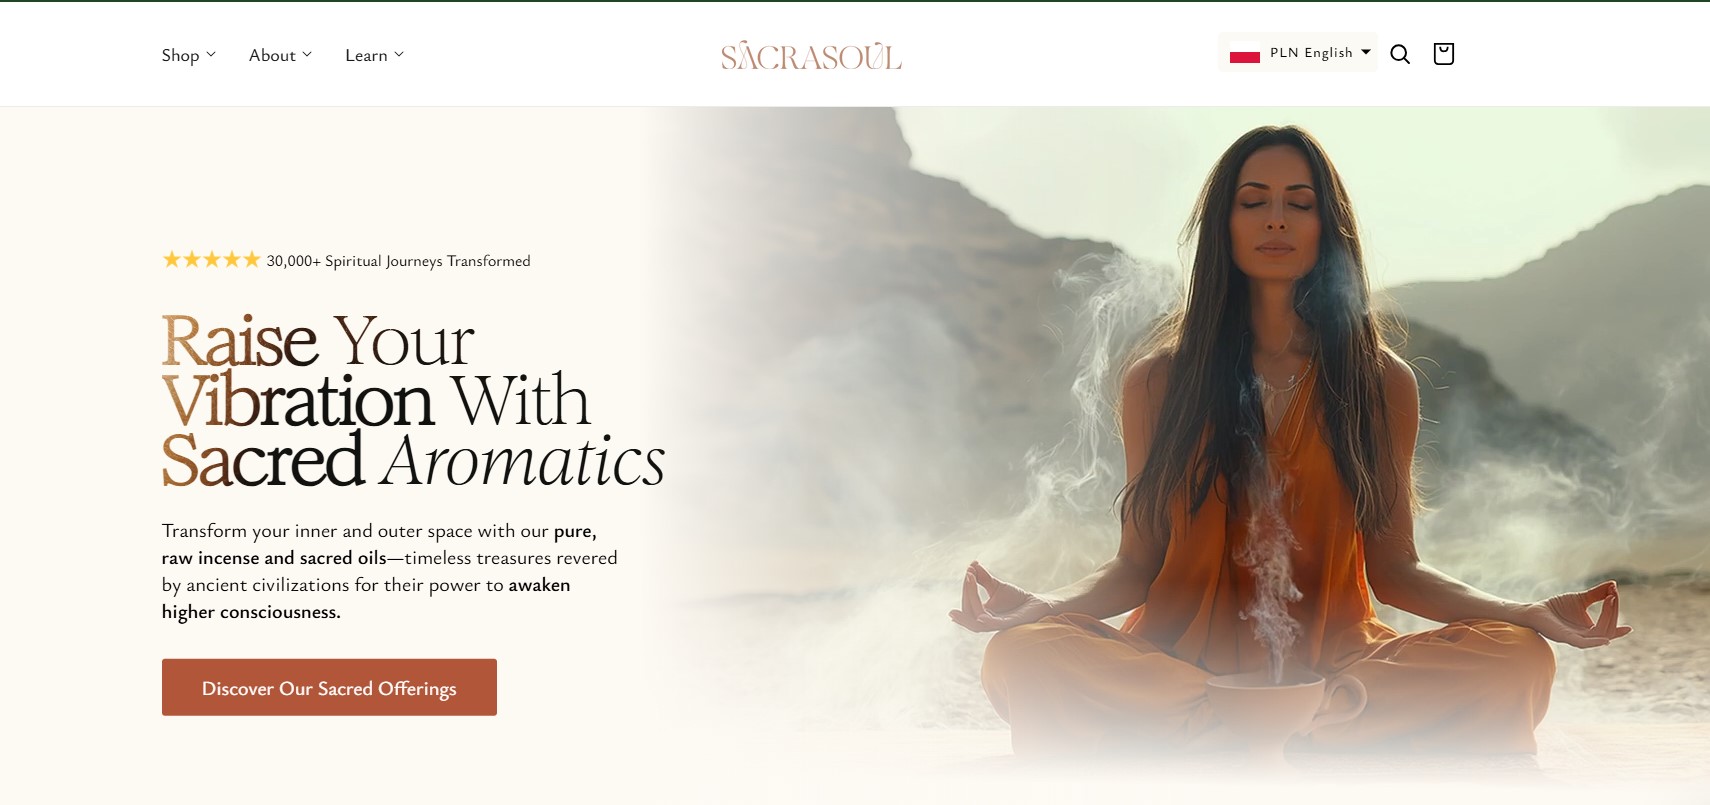 Shop
About
Learn
SACRASOUL
PLN English
30,000+ Spiritual Journeys Transformed
Raise Your
Vibration With
Sacred Aromatics
Transform your inner and outer space with our pure,
raw incense and sacred oils—timeless treasures revered
by ancient civilizations for their power to awaken
higher consciousness.
Discover Our Sacred Offerings